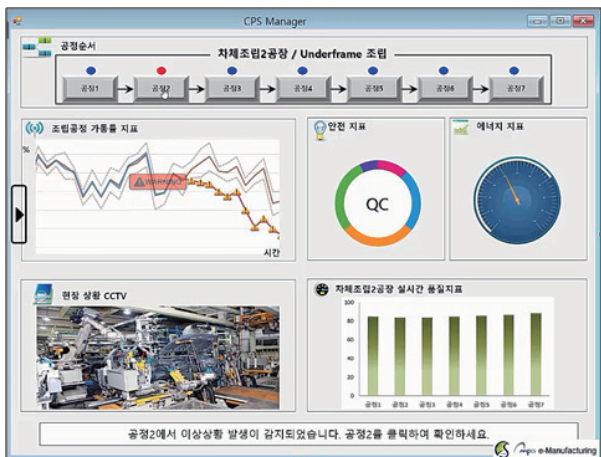 CPS Manager
공정순서
차체조립2공장 / Underframe 조립
공정1
공정2
공정3
공정4
공정5
공정6
공정7
조립공정 가동률 지표
%
WARNING
시간
안전 지표
QC
에너지 지표
현장 상황 CCTV
차체조립2공장 실시간 품질지표
100
80
60
40
20
0
공정1 공정2 공정3 공정4 공정5 공정6 공정7
공정2에서 이상상황 발생이 감지되었습니다. 공정2를 클릭하여 확인하세요.
e-Manufacturing